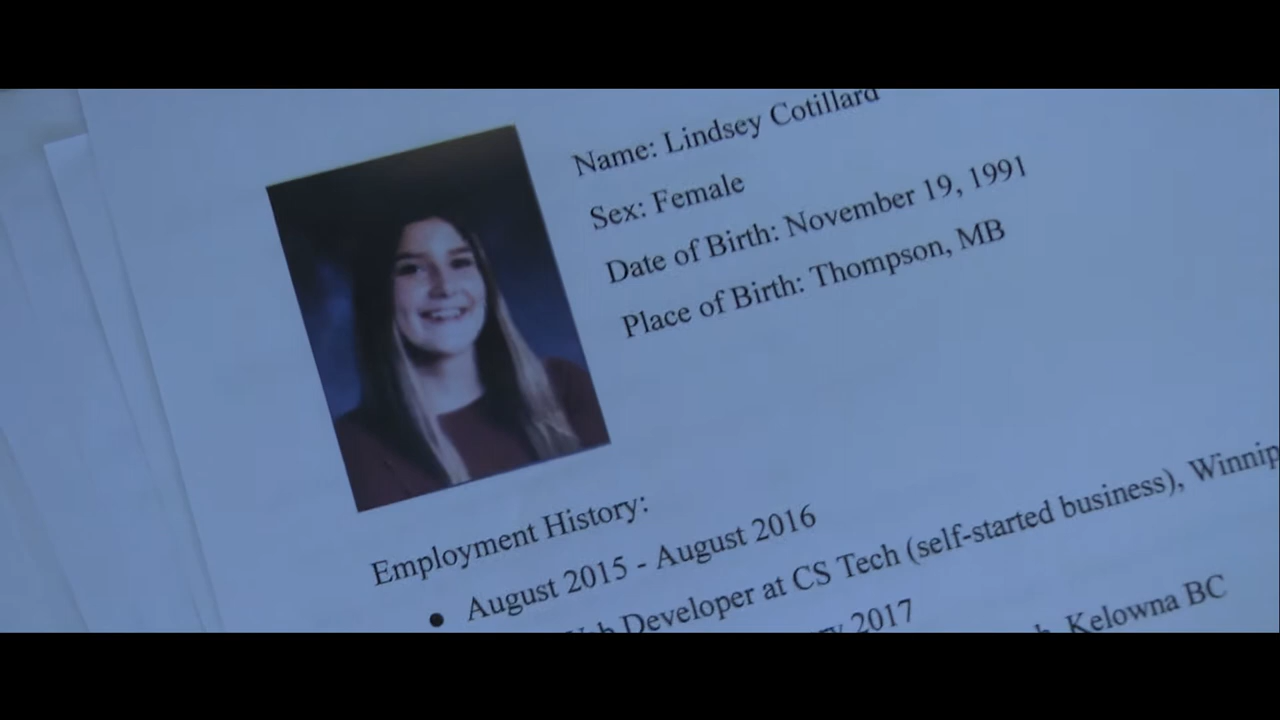 Name: Lindsey Cotillard
Sex: Female
Date of Birth: November 19, 1991
Place of Birth: Thompson, MB
Employment History:
● August 2015 - August 2016
Developer at CS Tech (self-started business), Winnip
2017
Kelowna BC